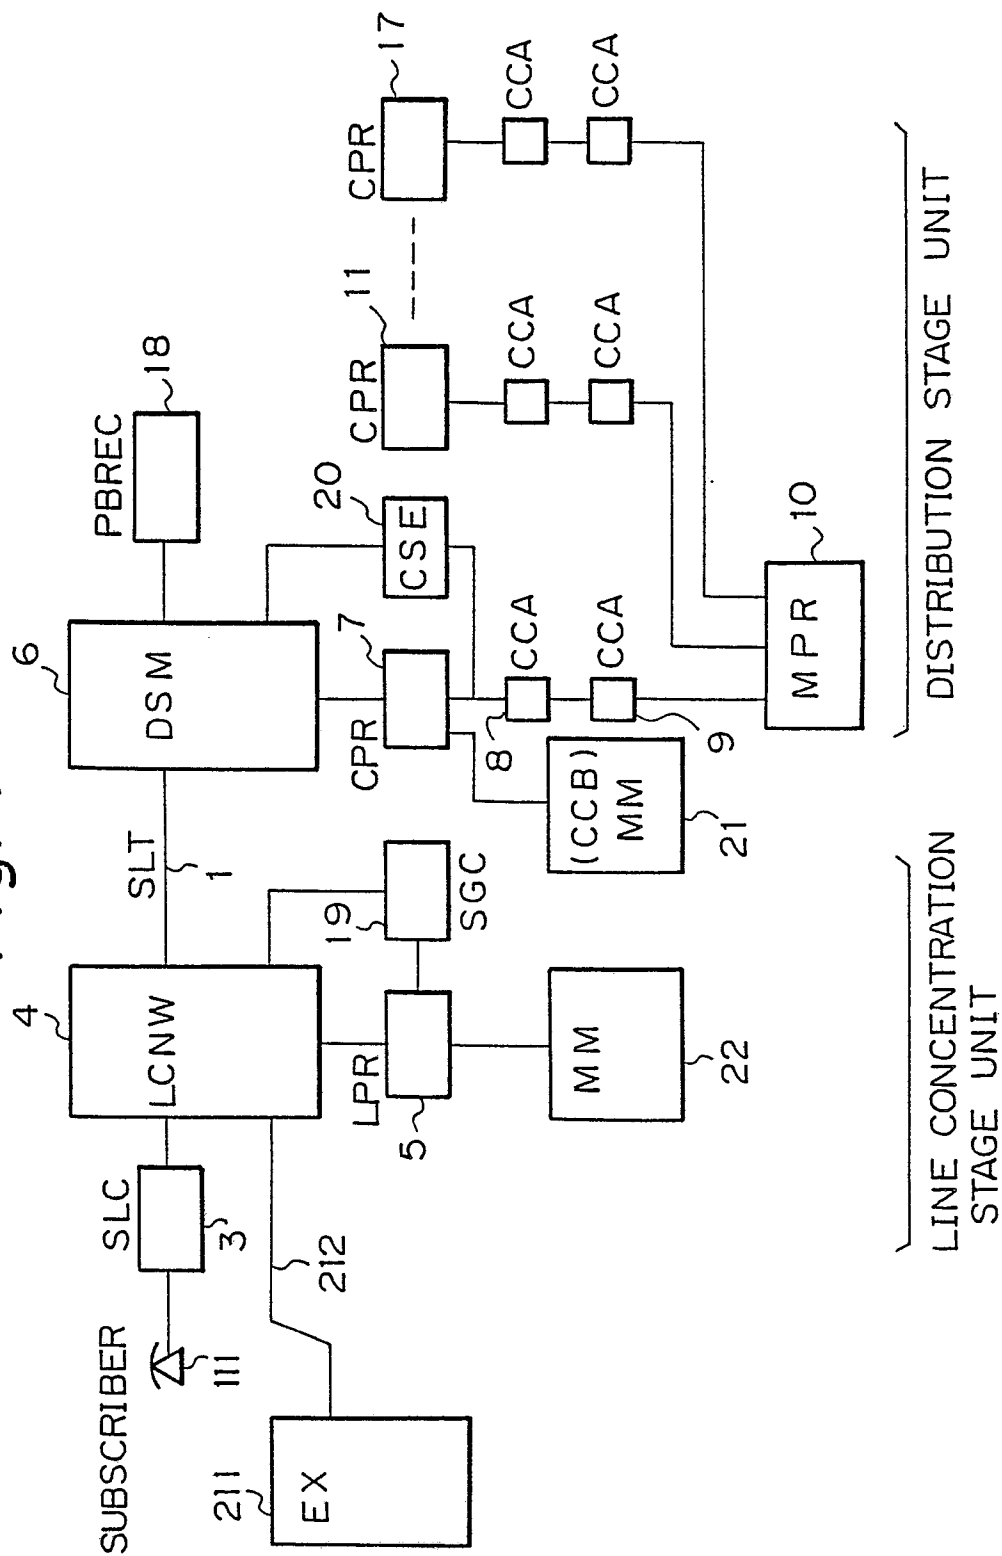 SUBSCRIBER
111
SLC
3
4
LCNW
SLT
1
6
DSM
PBREC
18
211
EX
212
LPR
5
19
SGC
CPR
7
20
CSE
CPR
11
CPR
17
MM
22
(CCB)
MM
21
8
CCA
9
CCA
CCA
CCA
CCA
CCA
MPR
10
LINE CONCENTRATION
STAGE UNIT
DISTRIBUTION STAGE UNIT